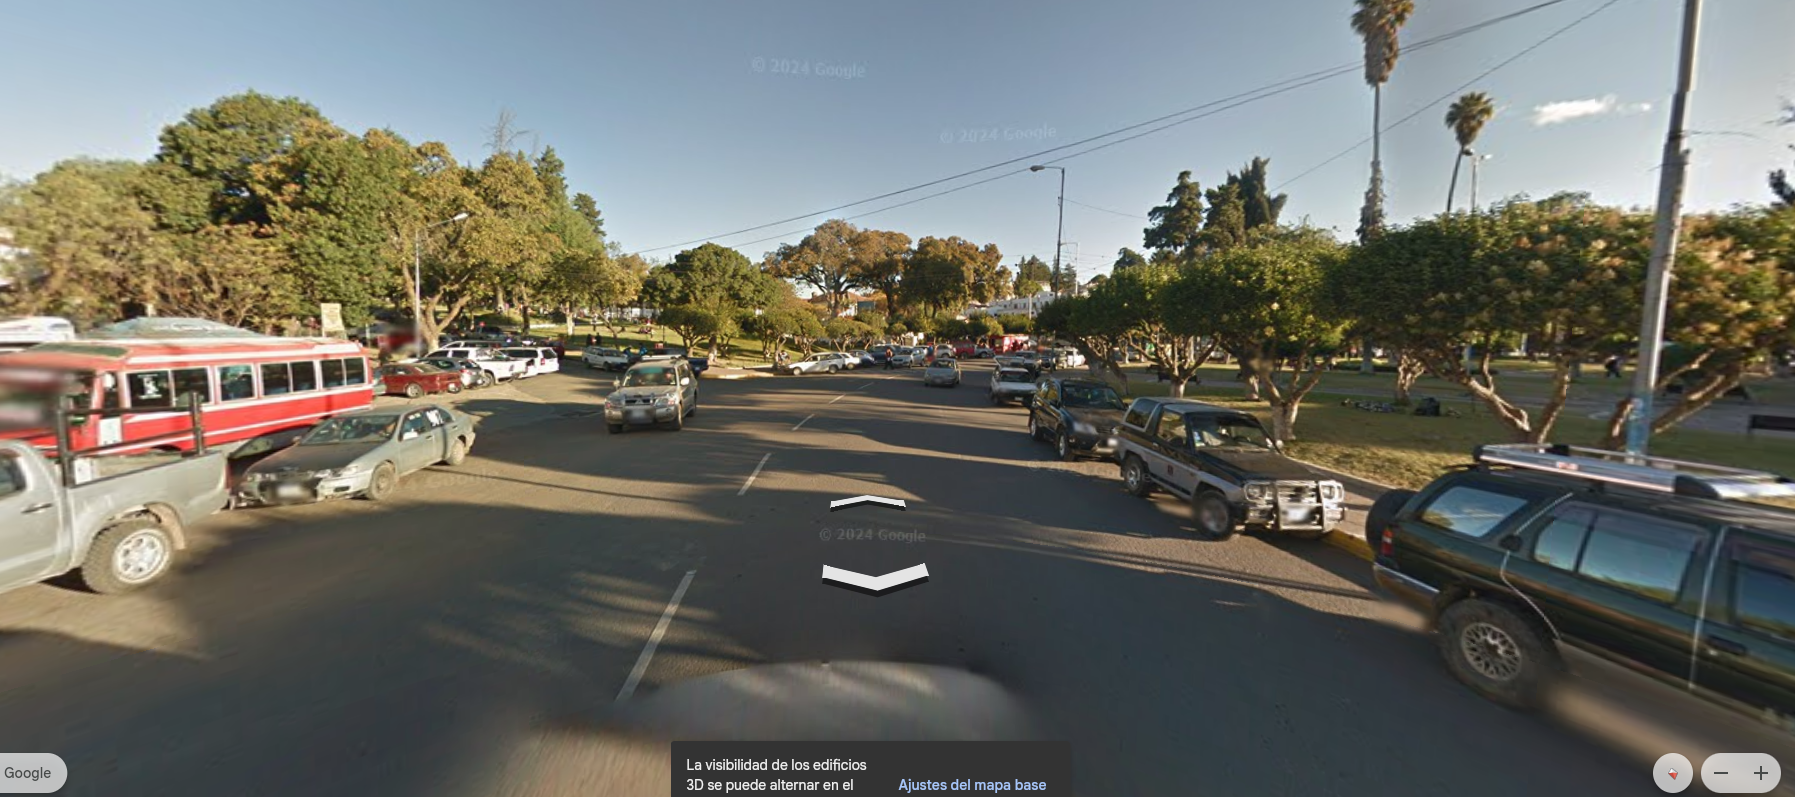 © 2024 Google
© 2024 Google
© 2024 Google
Google
La visibilidad de los edificios
3D se puede alternar en el
Ajustes del mapa base